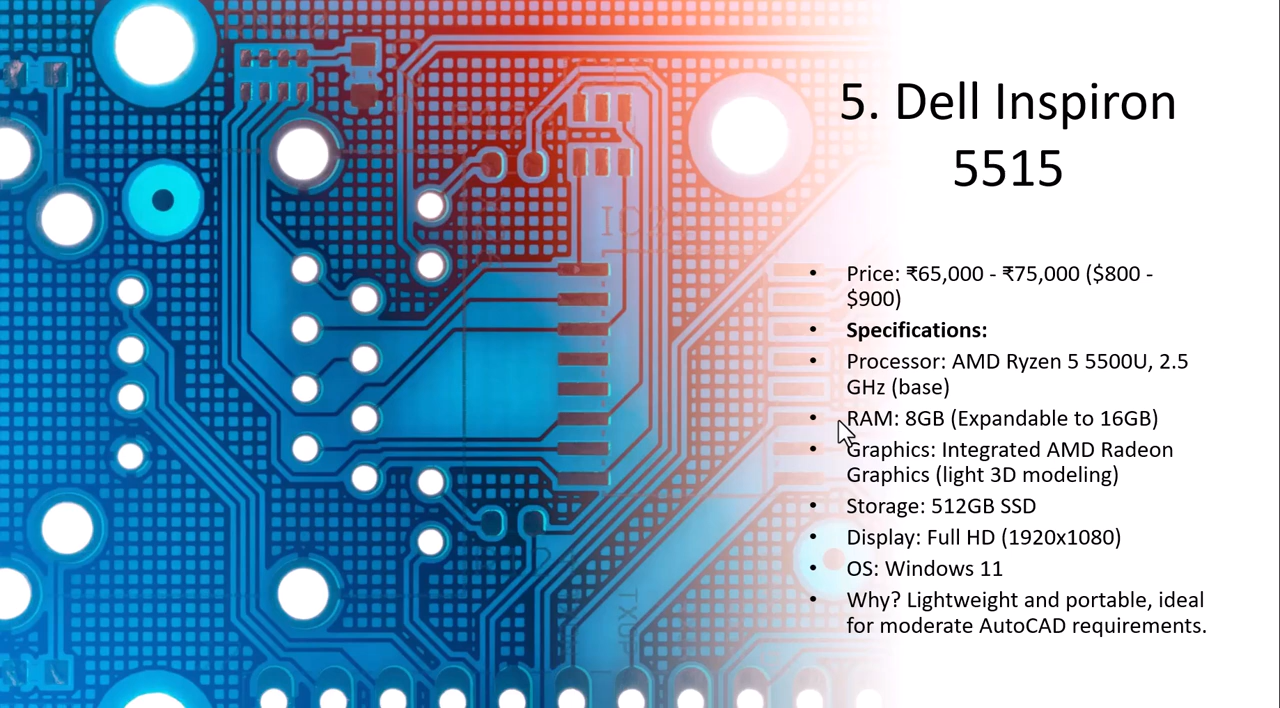 5. Dell Inspiron
5515
• Price: ₹65,000 - ₹75,000 ($800 -
$900)
• Specifications:
• Processor: AMD Ryzen 5 5500U, 2.5
GHz (base)
• RAM: 8GB (Expandable to 16GB)
• Graphics: Integrated AMD Radeon
Graphics (light 3D modeling)
• Storage: 512GB SSD
• Display: Full HD (1920x1080)
• OS: Windows 11
• Why? Lightweight and portable, ideal
for moderate AutoCAD requirements.